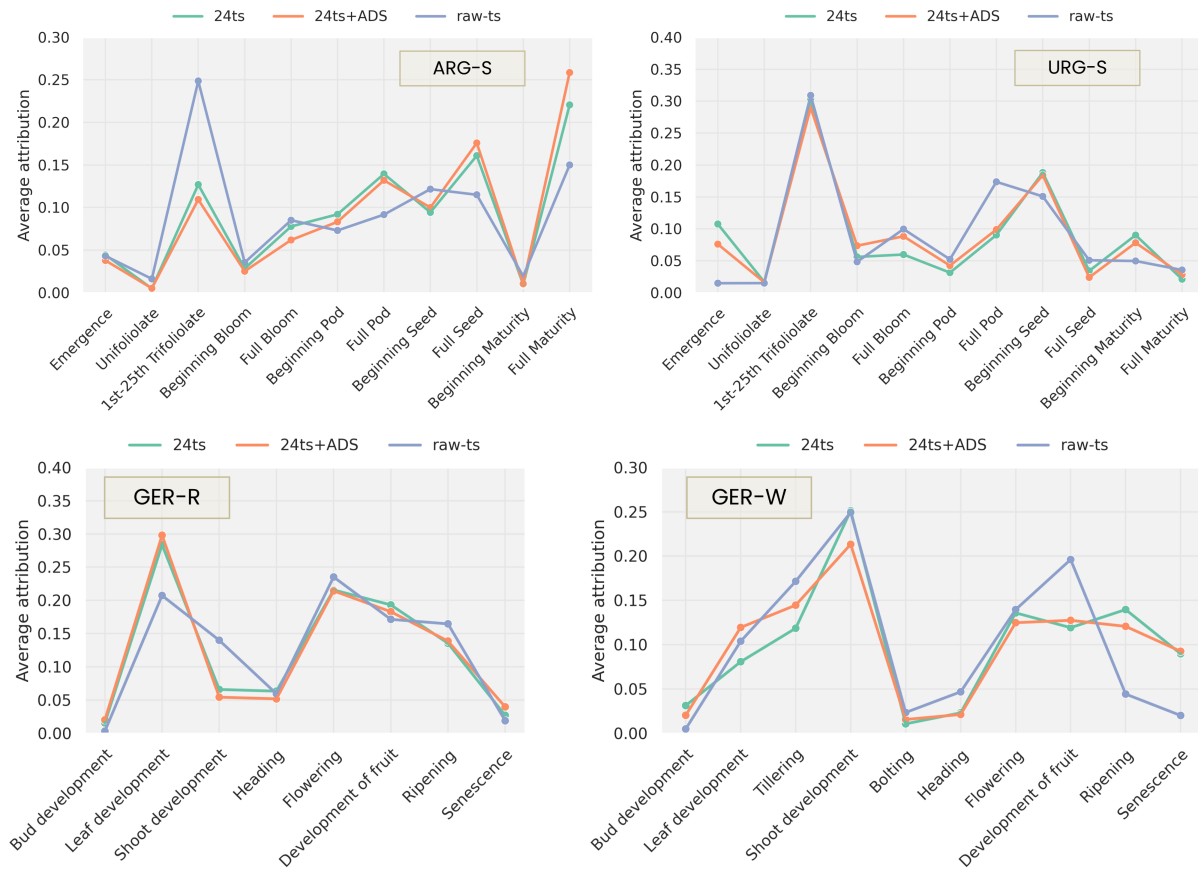 24ts 24ts+ADS raw-ts
ARG-S
Average attribution
0.30
0.25
0.20
0.15
0.10
0.05
0.00
Emergence
Unifoliolate
1st-25th Trifoliolate
Beginning Bloom
Full Bloom
Beginning Pod
Full Pod
Beginning Seed
Full Seed
Beginning Maturity
Full Maturity
24ts 24ts+ADS raw-ts
URG-S
Average attribution
0.40
0.35
0.30
0.25
0.20
0.15
0.10
0.05
0.00
Emergence
Unifoliolate
1st-25th Trifoliolate
Beginning Bloom
Full Bloom
Beginning Pod
Full Pod
Beginning Seed
Full Seed
Beginning Maturity
Full Maturity
24ts 24ts+ADS raw-ts
GER-R
Average attribution
0.40
0.35
0.30
0.25
0.20
0.15
0.10
0.05
0.00
Bud development
Leaf development
Shoot development
Heading
Flowering
Development of fruit
Ripening
Senescence
24ts 24ts+ADS raw-ts
GER-W
Average attribution
0.30
0.25
0.20
0.15
0.10
0.05
0.00
Bud development
Leaf development
Tillering
Shoot development
Bolting
Heading
Flowering
Development of fruit
Ripening
Senescence